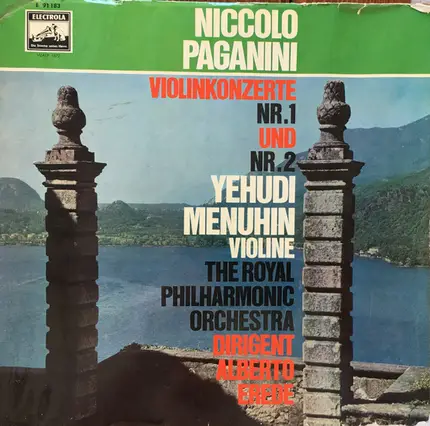 ELECTROLA
NICCOLO
PAGANINI
VIOLINKONZERTE
NR.1
UND
NR.2
YEHUDI
MENUHIN
VIOLINE
THE ROYAL
PHILHARMONIC
ORCHESTRA
DIRIGENT
ALBERTO
EREDE